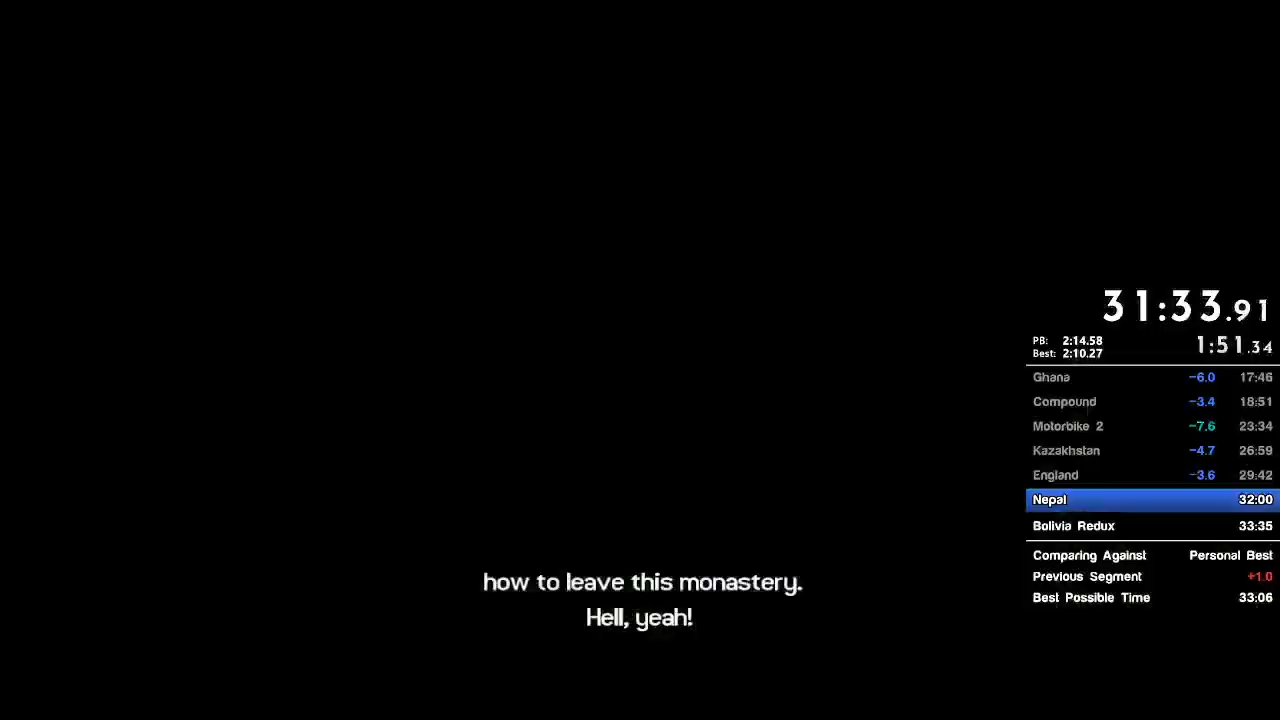 31:33.91
PB: 2:14.58
Best: 2:10.27
1:51.34
Ghana -6.0 17:46
Compound -3.4 18:51
Motorbike 2 -7.6 23:34
Kazakhstan -4.7 26:59
England -3.6 29:42
Nepal 32:00
Bolivia Redux 33:35
Comparing Against Personal Best
Previous Segment +1.0
Best Possible Time 33:06
how to leave this monastery.
Hell, yeah!